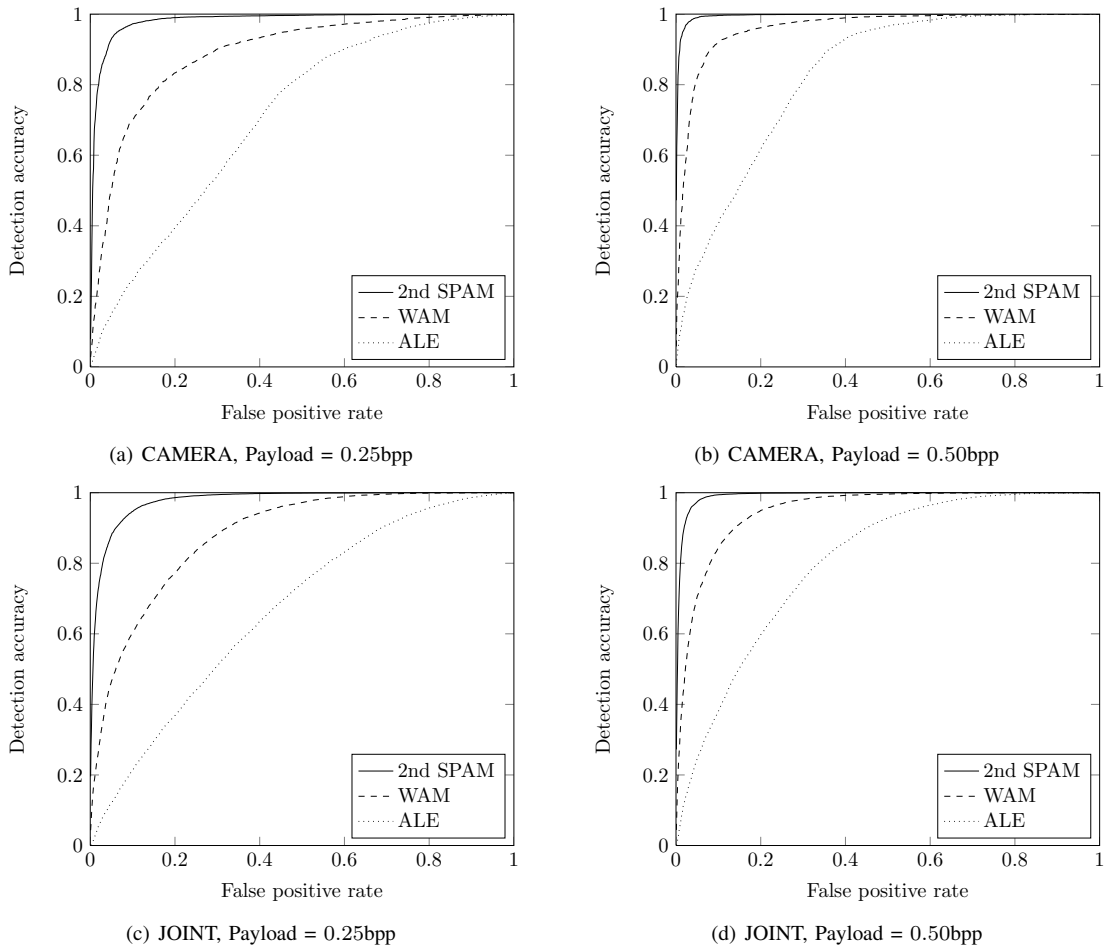 1
0.8
0.6
0.4
0.2
0
Detection accuracy
0 0.2 0.4 0.6 0.8 1
False positive rate
2nd SPAM
WAM
ALE
(a) CAMERA, Payload = 0.25bpp
1
0.8
0.6
0.4
0.2
0
Detection accuracy
0 0.2 0.4 0.6 0.8 1
False positive rate
2nd SPAM
WAM
ALE
(b) CAMERA, Payload = 0.50bpp
1
0.8
0.6
0.4
0.2
0
Detection accuracy
0 0.2 0.4 0.6 0.8 1
False positive rate
2nd SPAM
WAM
ALE
(c) JOINT, Payload = 0.25bpp
1
0.8
0.6
0.4
0.2
0
Detection accuracy
0 0.2 0.4 0.6 0.8 1
False positive rate
2nd SPAM
WAM
ALE
(d) JOINT, Payload = 0.50bpp